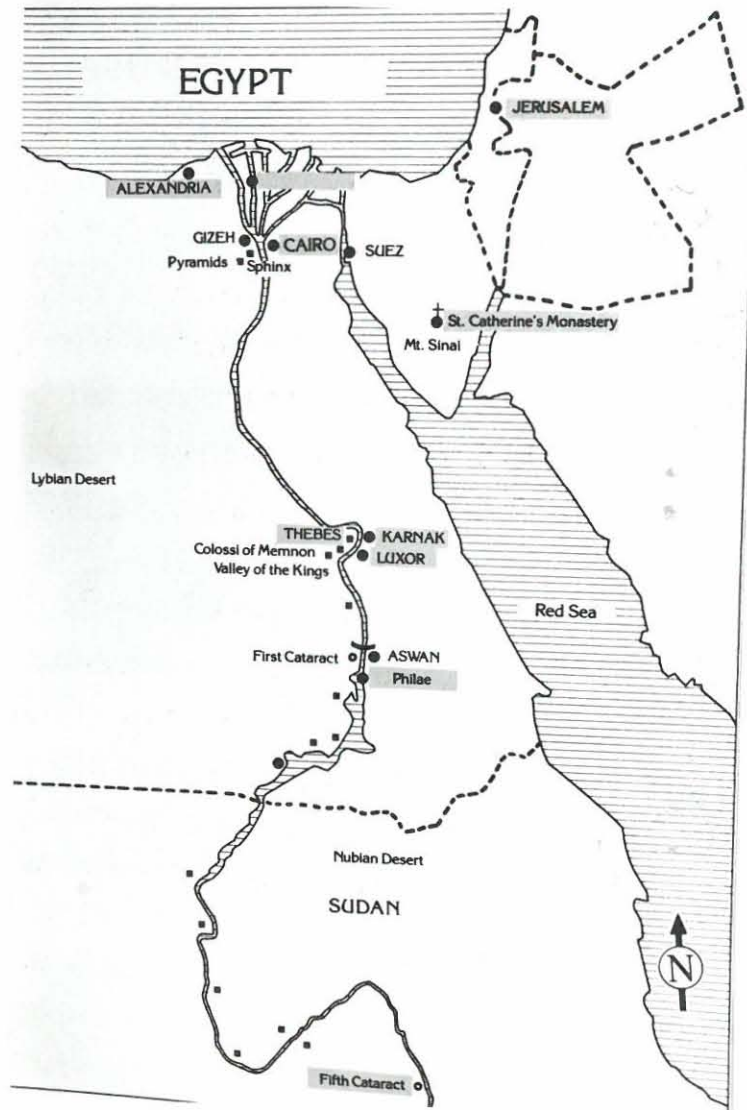 EGYPT
JERUSALEM
ALEXANDRIA
GIZEH
CAIRO
SUEZ
Pyramids
Sphinx
St. Catherine's Monastery
Mt. Sinai
Lybian Desert
THEBES
KARNAK
Colossi of Memnon
LUXOR
Valley of the Kings
Red Sea
First Cataract
ASWAN
Philae
Nubian Desert
SUDAN
N
Fifth Cataract